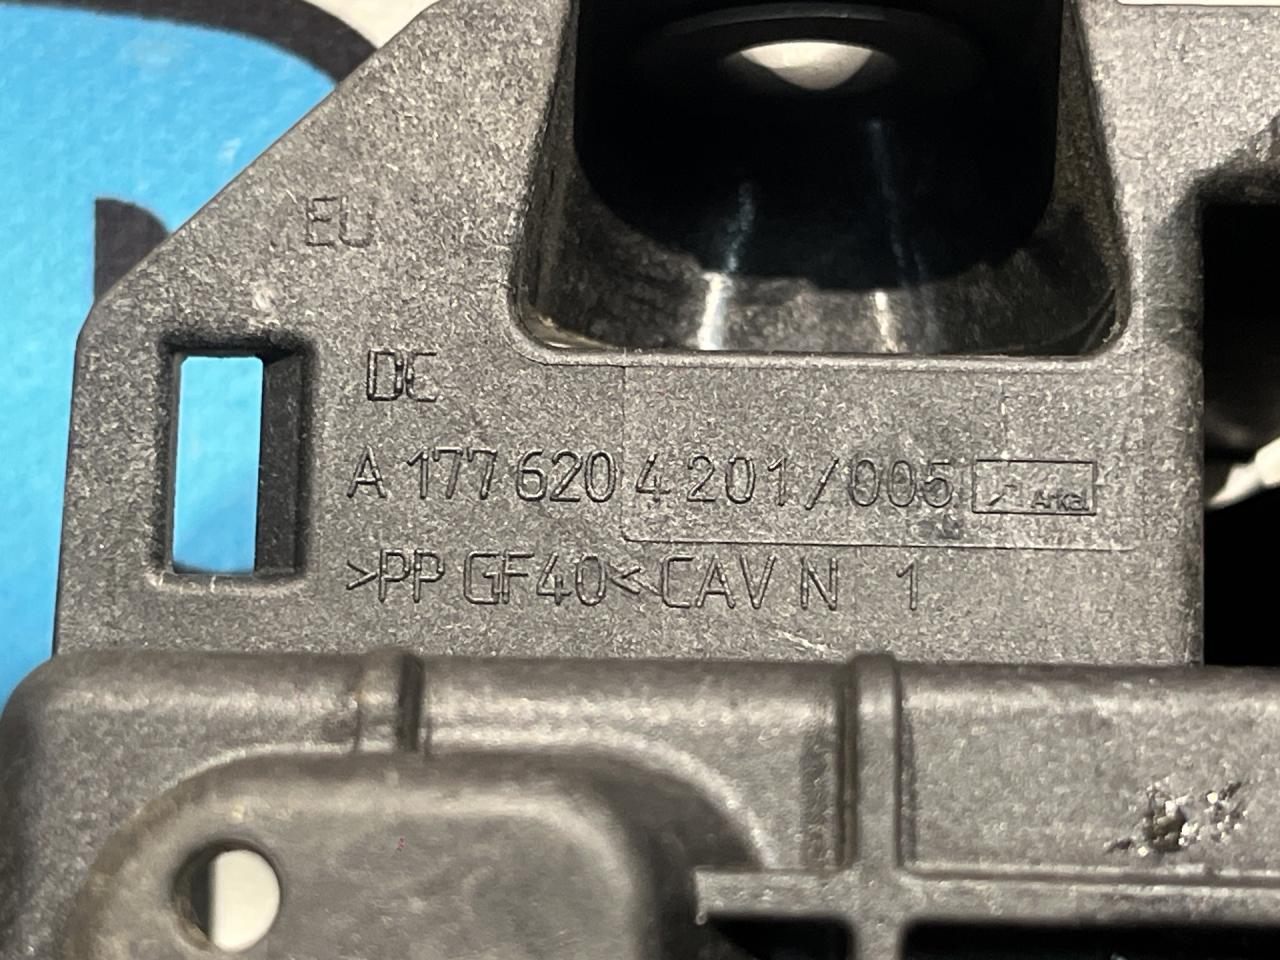 EU
DC
A 177 620 4 201/005 Arkal
>PP GF40< CAV N 1